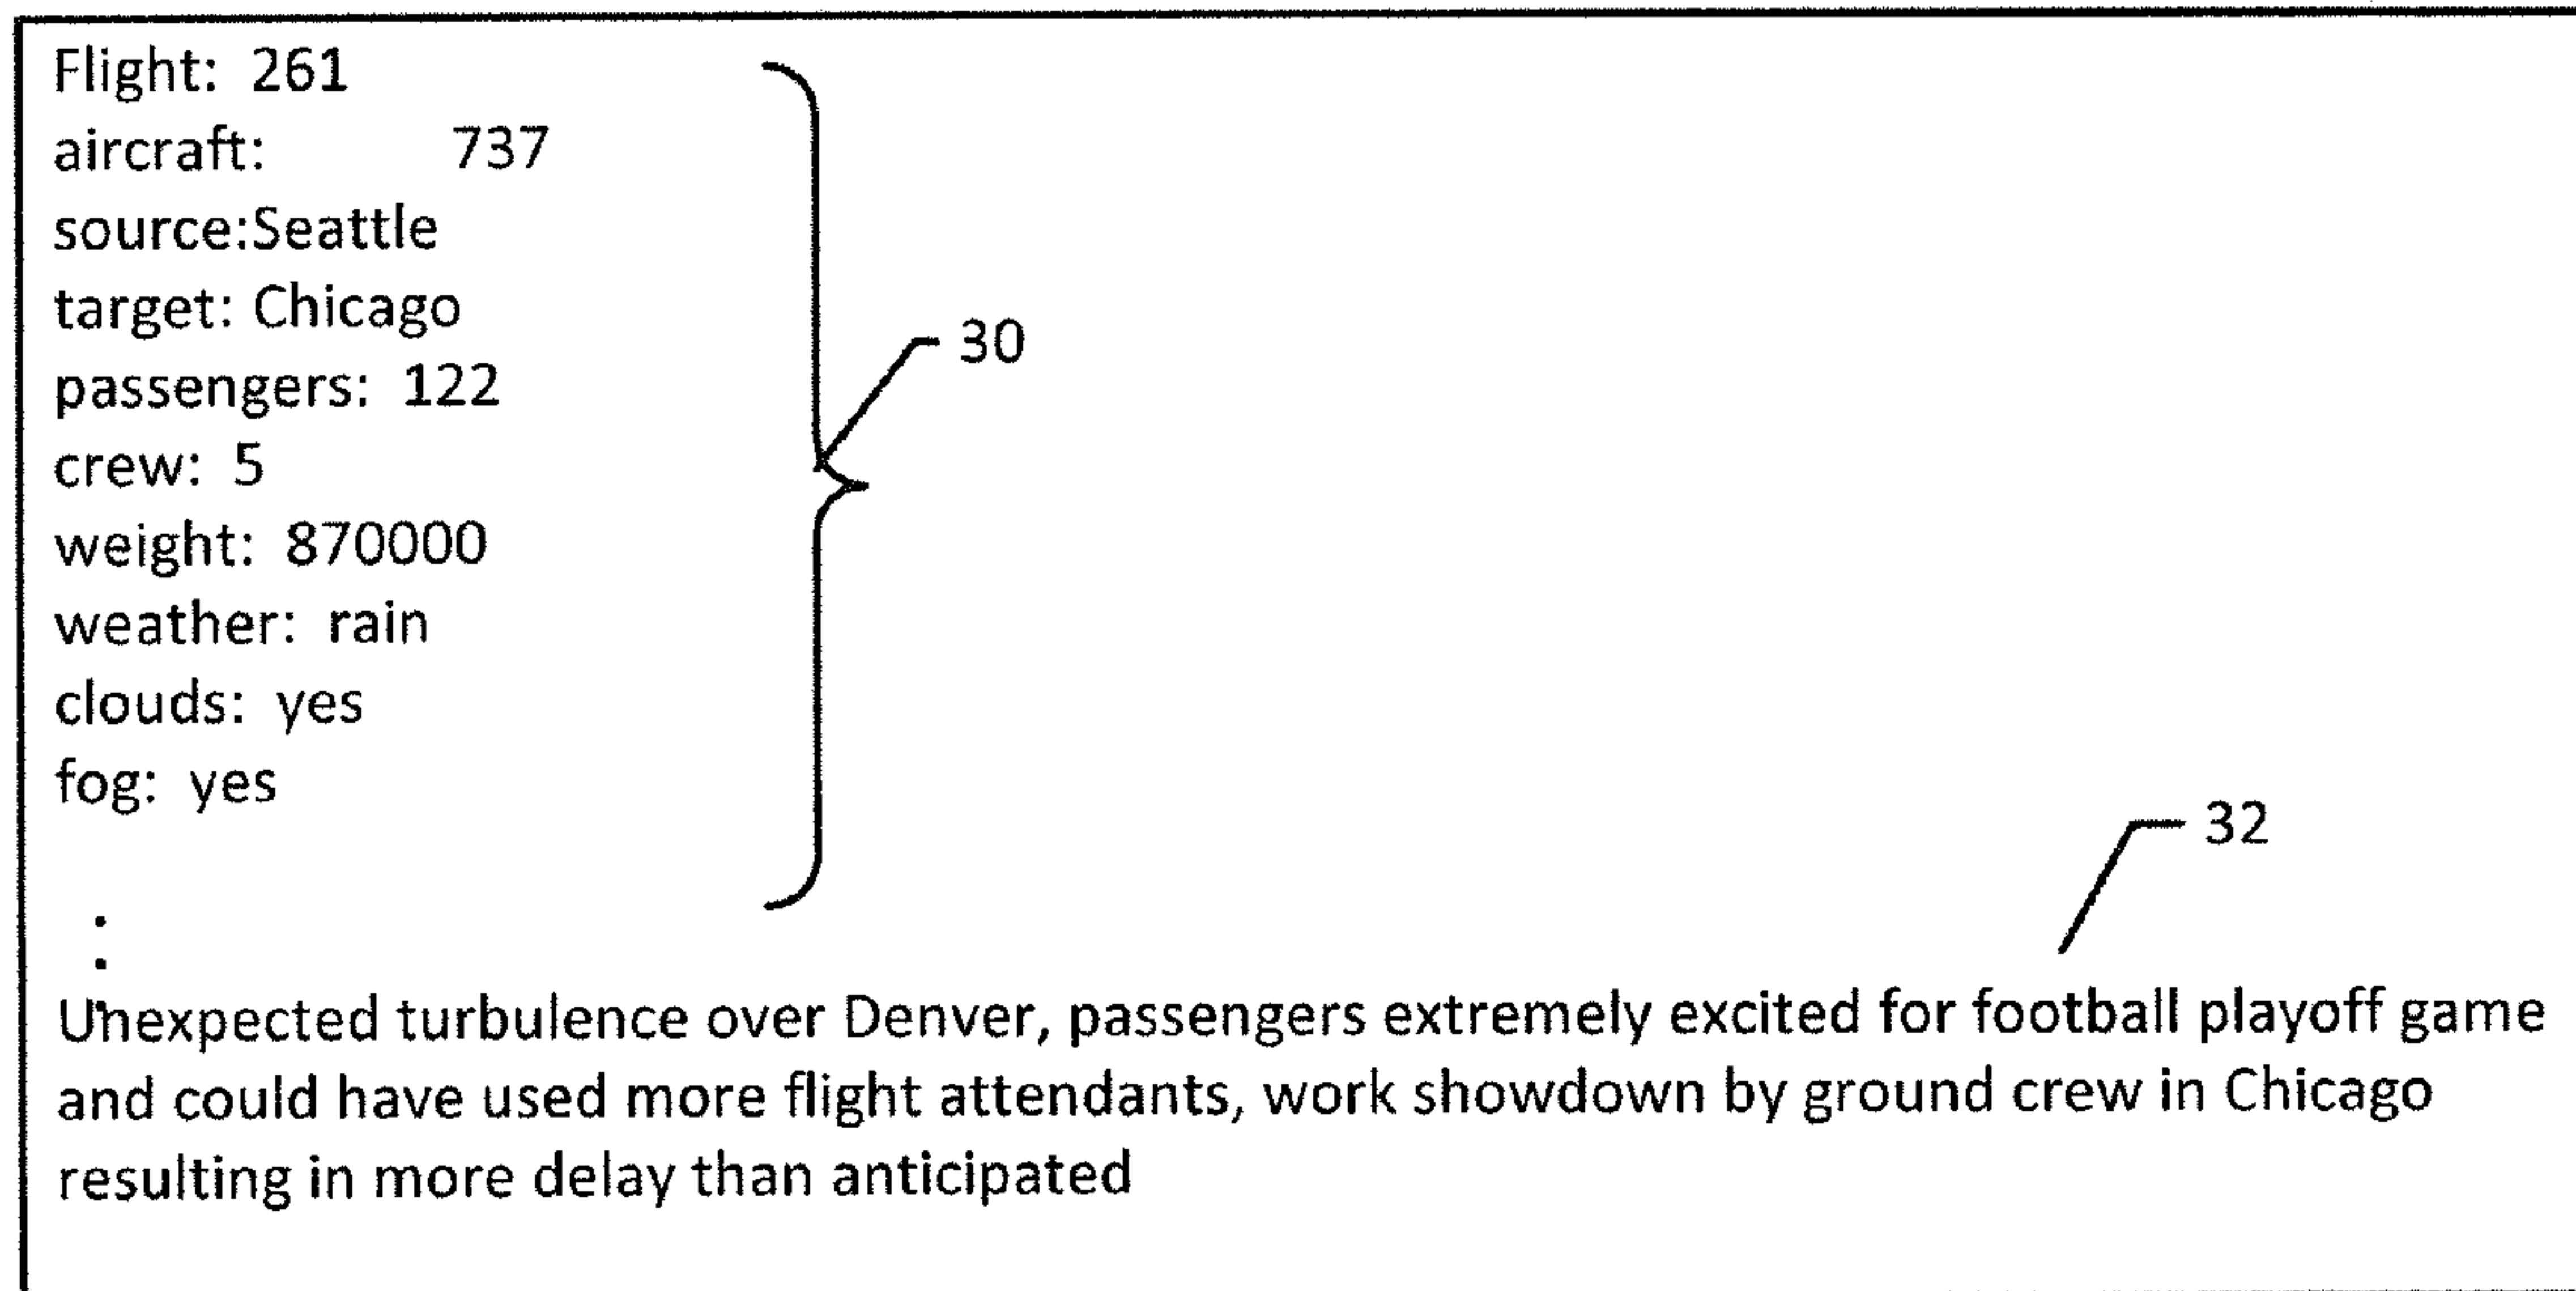 Flight: 261
aircraft: 737
source:Seattle
target: Chicago
passengers: 122
crew: 5
weight: 870000
weather: rain
clouds: yes
fog: yes
30
32
:
Unexpected turbulence over Denver, passengers extremely excited for football playoff game
and could have used more flight attendants, work showdown by ground crew in Chicago
resulting in more delay than anticipated